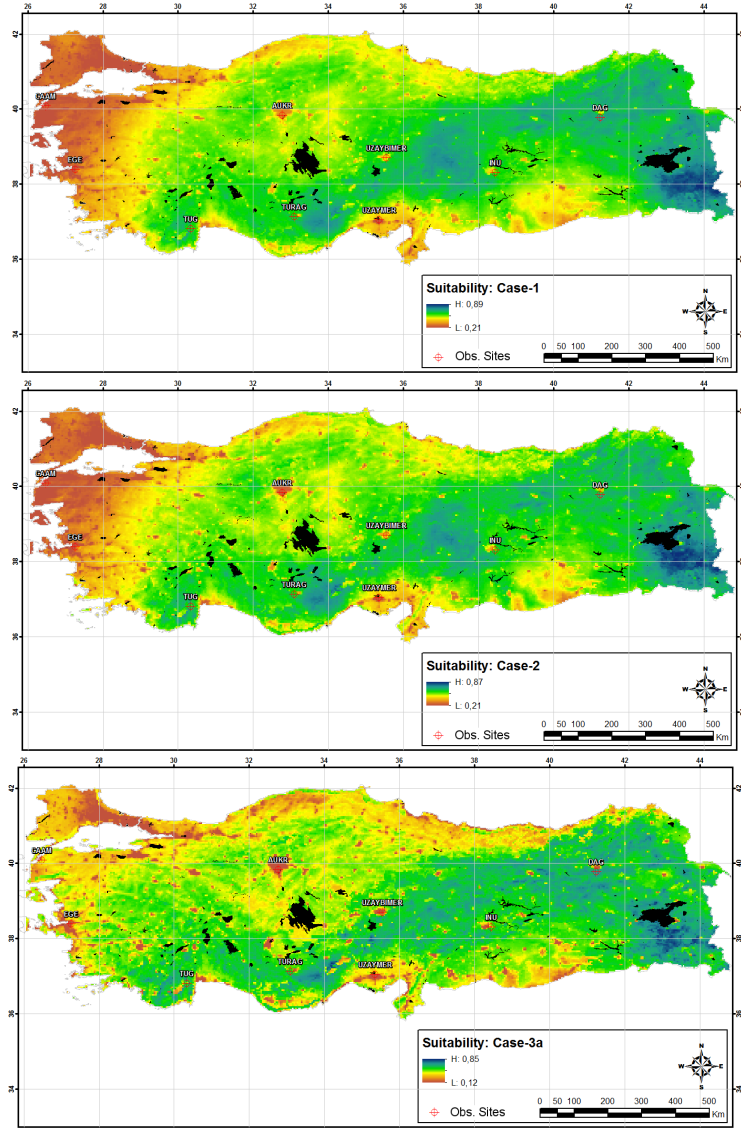 26 28 30 32 34 36 38 40 42 44
42
40
38
36
34
ÇAAM
AUKR
DAG
EGE
UZAYBIMER
INU
TUG
TURAG
UZAYMER
Suitability: Case-1
H: 0,89
L: 0,21
Obs. Sites
N
W E
S
0 50 100 200 300 400 500
Km
26 28 30 32 34 36 38 40 42 44
42
40
38
36
34
ÇAAM
AUKR
DAG
EGE
UZAYBIMER
INU
TUG
TURAG
UZAYMER
Suitability: Case-2
H: 0,87
L: 0,21
Obs. Sites
N
W E
S
0 50 100 200 300 400 500
Km
26 28 30 32 34 36 38 40 42 44
42
40
38
36
34
ÇAAM
AUKR
DAG
EGE
UZAYBIMER
INU
TUG
TURAG
UZAYMER
Suitability: Case-3a
H: 0,85
L: 0,12
Obs. Sites
N
W E
S
0 50 100 200 300 400 500
Km